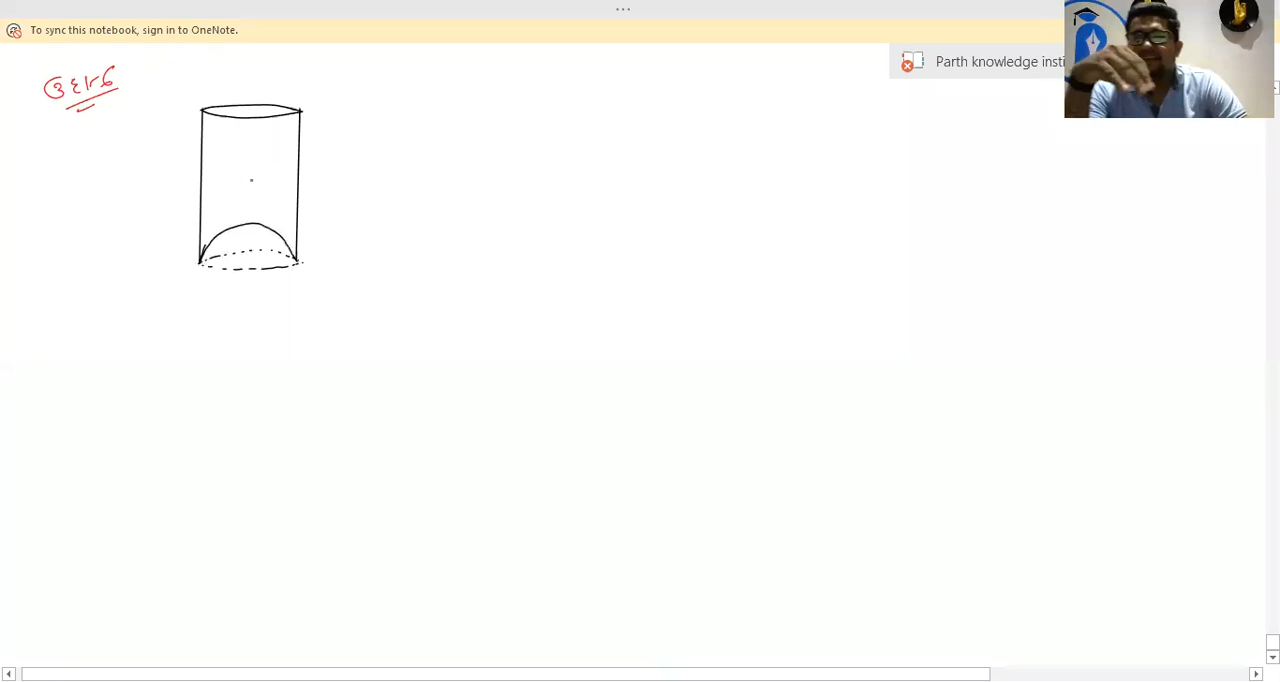 To sync this notebook, sign in to OneNote.
Parth knowledge insti